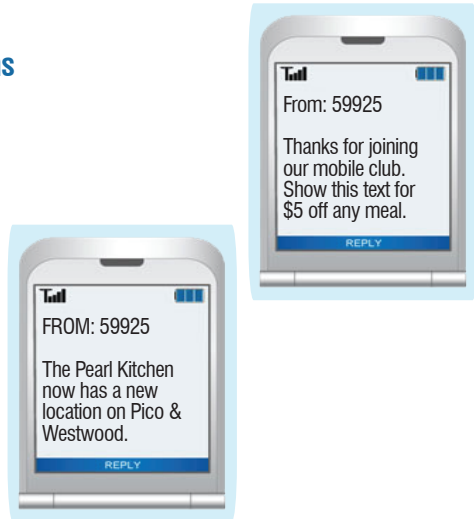 From: 59925
Thanks for joining
our mobile club.
Show this text for
$5 off any meal.
REPLY
FROM: 59925
The Pearl Kitchen
now has a new
location on Pico &
Westwood.
REPLY